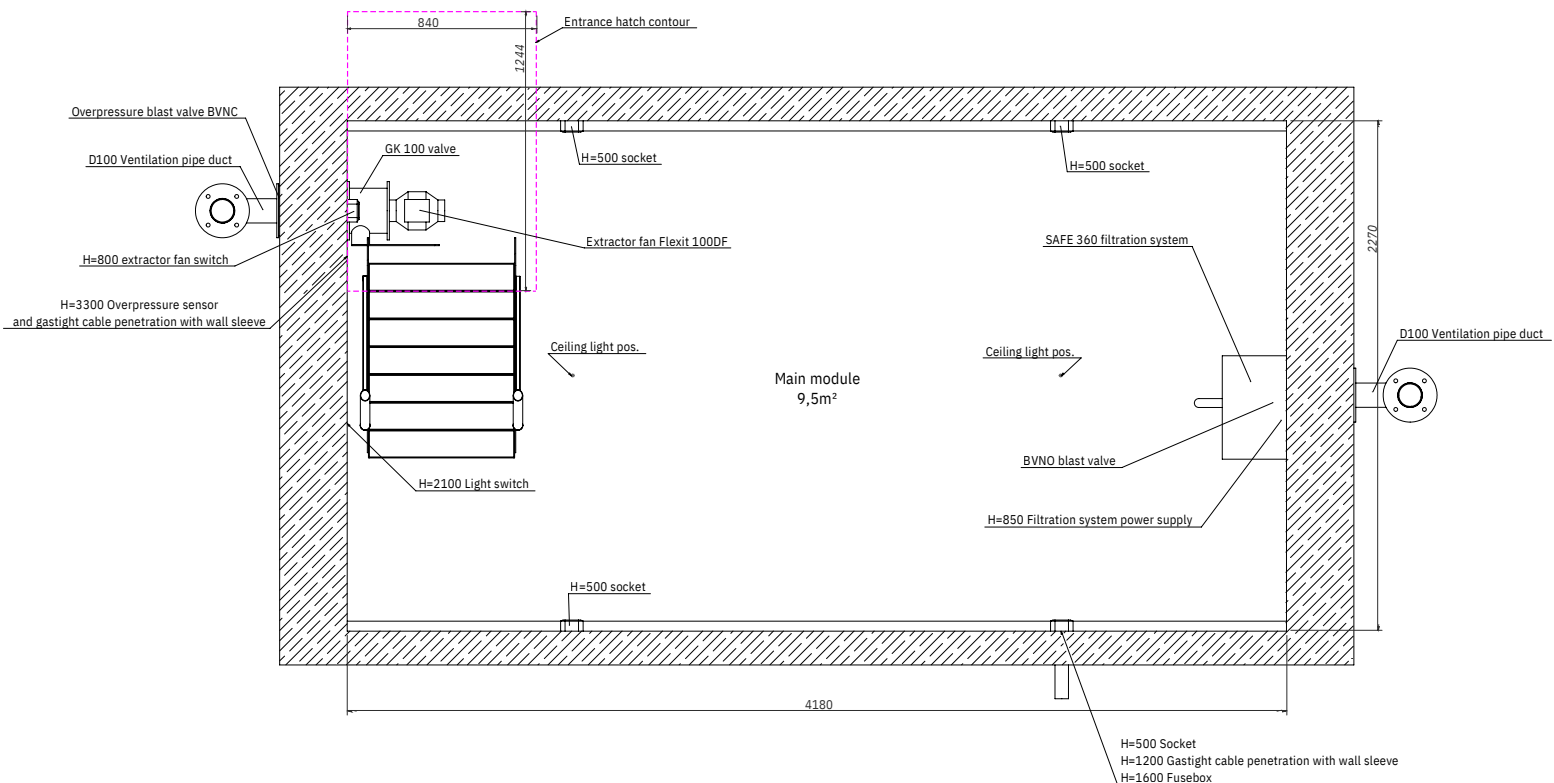 840
Entrance hatch contour
1244
Overpressure blast valve BVNC
GK 100 valve
D100 Ventilation pipe duct
H=500 socket
H=500 socket
Extractor fan Flexit 100DF
SAFE 360 filtration system
2270
H=800 extractor fan switch
H=3300 Overpressure sensor
and gastight cable penetration with wall sleeve
D100 Ventilation pipe duct
Ceiling light pos.
Ceiling light pos.
Main module
9,5m²
BVNO blast valve
H=2100 Light switch
H=850 Filtration system power supply
H=500 socket
4180
H=500 Socket
H=1200 Gastight cable penetration with wall sleeve
H=1600 Fusebox